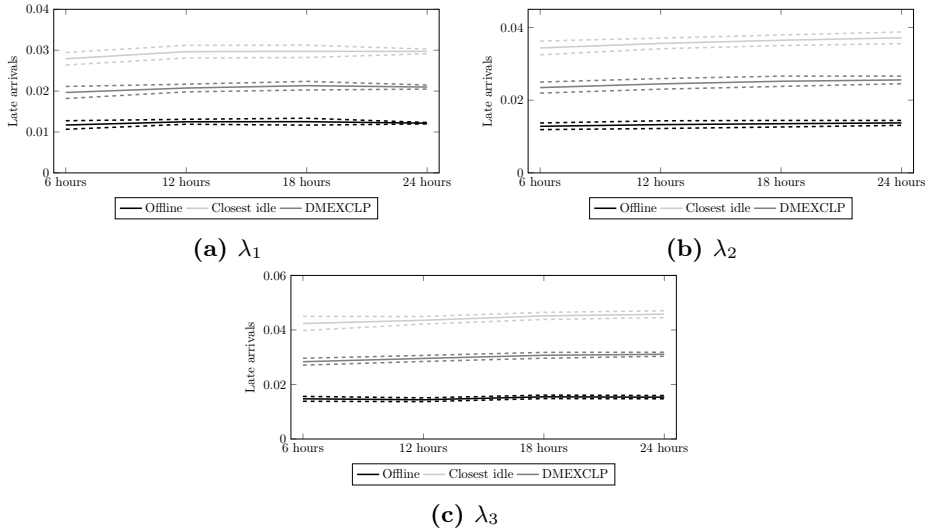 0.04
0.03
0.02
0.01
0
Late arrivals
6 hours 12 hours 18 hours 24 hours
Offline Closest idle DMEXCLP
(a) λ1
0.04
0.02
0
Late arrivals
6 hours 12 hours 18 hours 24 hours
Offline Closest idle DMEXCLP
(b) λ2
0.06
0.04
0.02
0
Late arrivals
6 hours 12 hours 18 hours 24 hours
Offline Closest idle DMEXCLP
(c) λ3